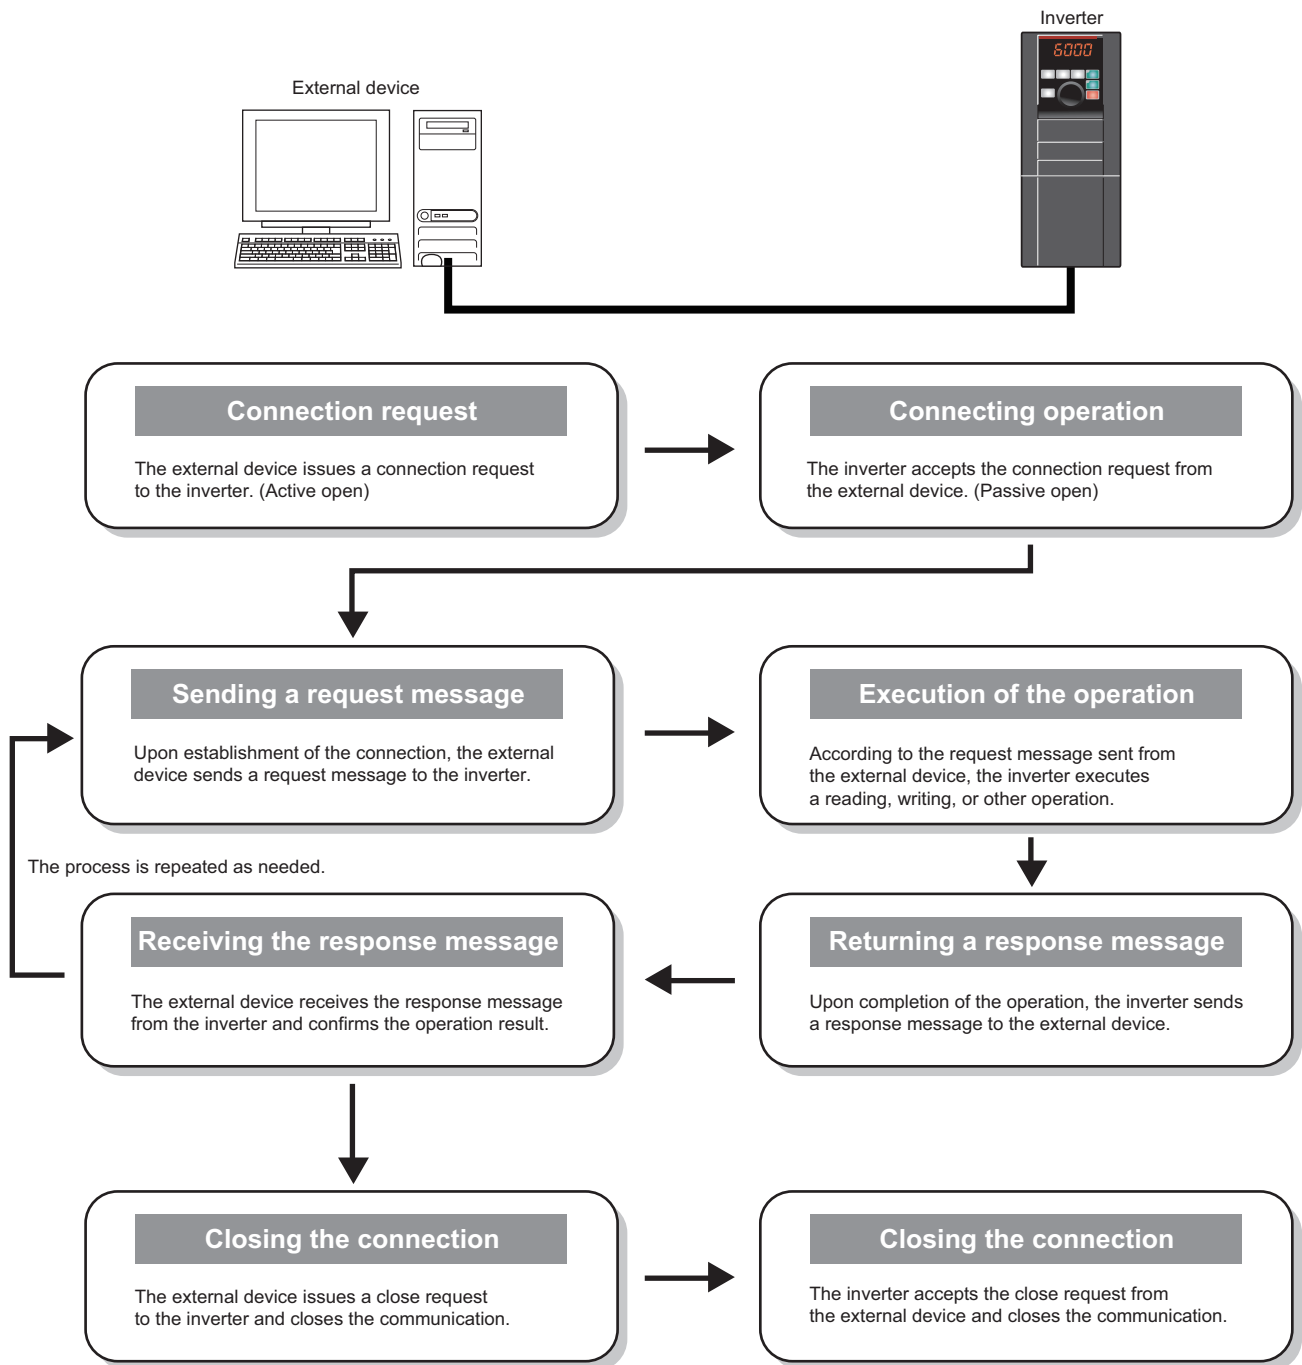 Inverter
6000
External device
Connection request
The external device issues a connection request
to the inverter. (Active open)
Connecting operation
The inverter accepts the connection request from
the external device. (Passive open)
Sending a request message
Upon establishment of the connection, the external
device sends a request message to the inverter.
Execution of the operation
According to the request message sent from
the external device, the inverter executes
a reading, writing, or other operation.
The process is repeated as needed.
Receiving the response message
The external device receives the response message
from the inverter and confirms the operation result.
Returning a response message
Upon completion of the operation, the inverter sends
a response message to the external device.
Closing the connection
The external device issues a close request
to the inverter and closes the communication.
Closing the connection
The inverter accepts the close request from
the external device and closes the communication.